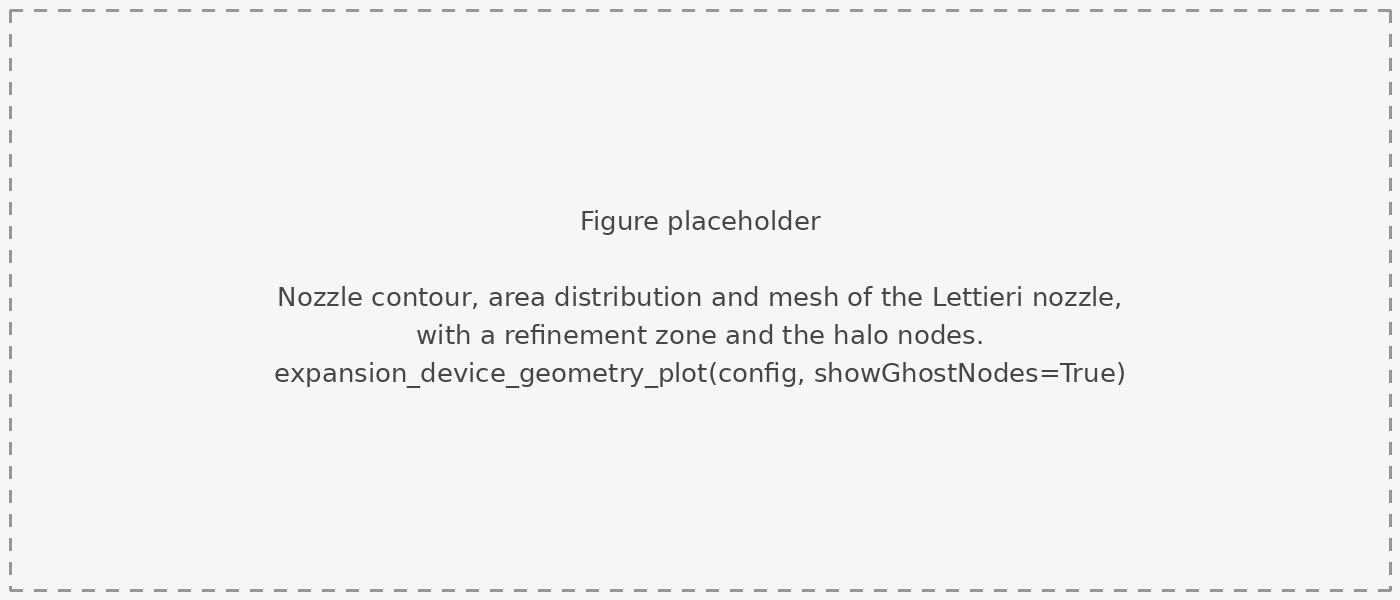 Figure placeholder
Nozzle contour, area distribution and mesh of the Lettieri nozzle,
with a refinement zone and the halo nodes.
expansion_device_geometry_plot(config, showGhostNodes=True)